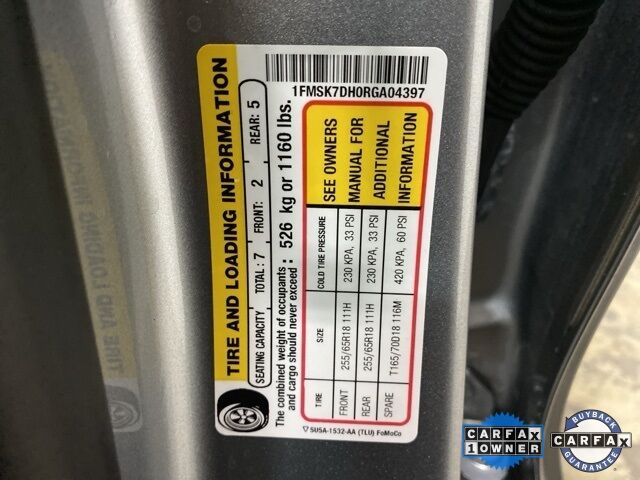 1FMSK7DH0RGA04397
TIRE AND LOADING INFORMATION
SEATING CAPACITY TOTAL: 7 FRONT: 2 REAR: 5
The combined weight of occupants
and cargo should never exceed : 526 kg or 1160 lbs.
TIRE SIZE COLD TIRE PRESSURE SEE OWNERS
FRONT 255/65R18 111H 230 KPA, 33 PSI MANUAL FOR
REAR 255/65R18 111H 230 KPA, 33 PSI ADDITIONAL
SPARE T165/70D18 116M 420 KPA, 60 PSI INFORMATION
5U5A-1532-AA (TLU) FoMoCo
CARFAX
1OWNER
BUYBACK
CARFAX
GUARANTEE